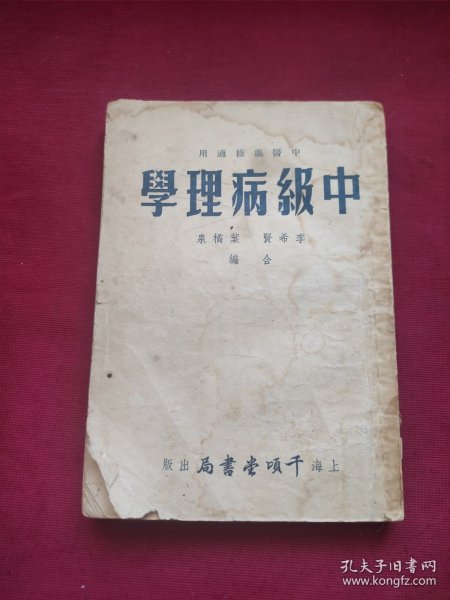 中醫進修適用
中級病理學
李希賢 葉橘泉
合編
上海千頃堂書局出版
孔夫子旧书网
www.kongfz.com